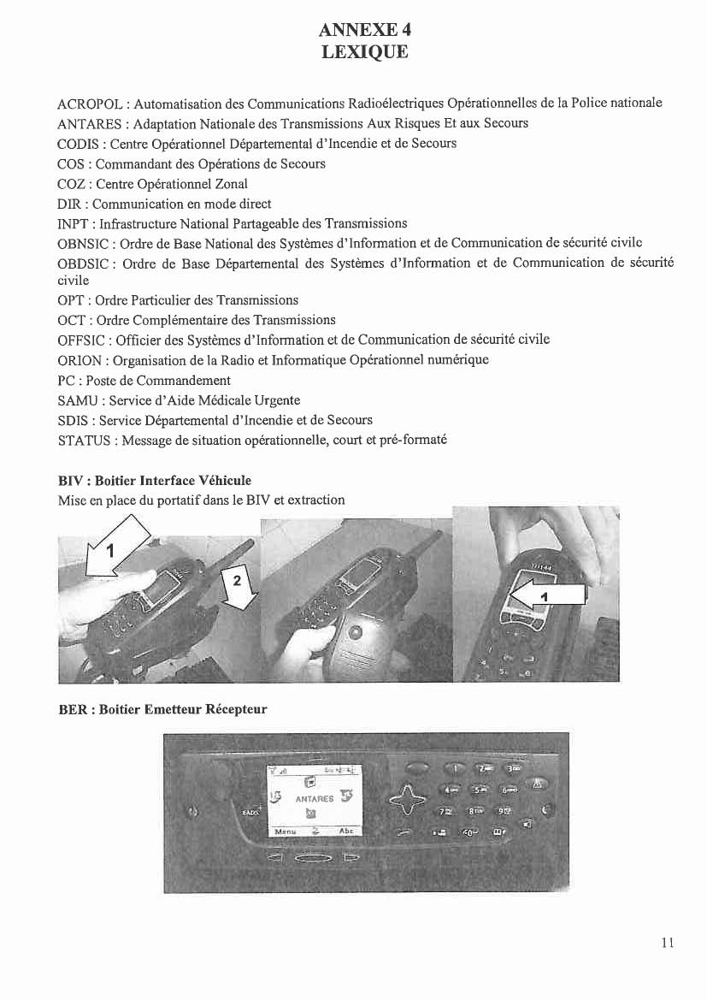 ANNEXE 4
LEXIQUE
ACROPOL : Automatisation des Communications Radioélectriques Opérationnelles de la Police nationale
ANTARES : Adaptation Nationale des Transmissions Aux Risques Et aux Secours
CODIS : Centre Opérationnel Départemental d'Incendie et de Secours
COS : Commandant des Opérations de Secours
COZ : Centre Opérationnel Zonal
DIR : Communication en mode direct
INPT : Infrastructure National Partageable des Transmissions
OBNSIC : Ordre de Base National des Systèmes d'Information et de Communication de sécurité civile
OBDSIC : Ordre de Base Départemental des Systèmes d'Information et de Communication de sécurité
civile
OPT : Ordre Particulier des Transmissions
OCT : Ordre Complémentaire des Transmissions
OFFSIC : Officier des Systèmes d'Information et de Communication de sécurité civile
ORION : Organisation de la Radio et Informatique Opérationnel numérique
PC : Poste de Commandement
SAMU : Service d'Aide Médicale Urgente
SDIS : Service Départemental d'Incendie et de Secours
STATUS : Message de situation opérationnelle, court et pré-formaté
BIV : Boitier Interface Véhicule
Mise en place du portatif dans le BIV et extraction
1
2
1
BER : Boitier Emetteur Récepteur
ANTARES
EADS
Menu
Abc
11